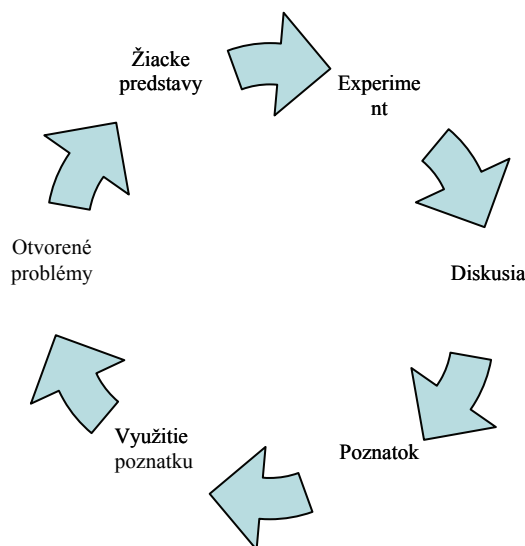 Žiacke
predstavy
Experime
nt
Diskusia
Poznatok
Využitie
poznatku
Otvorené
problémy